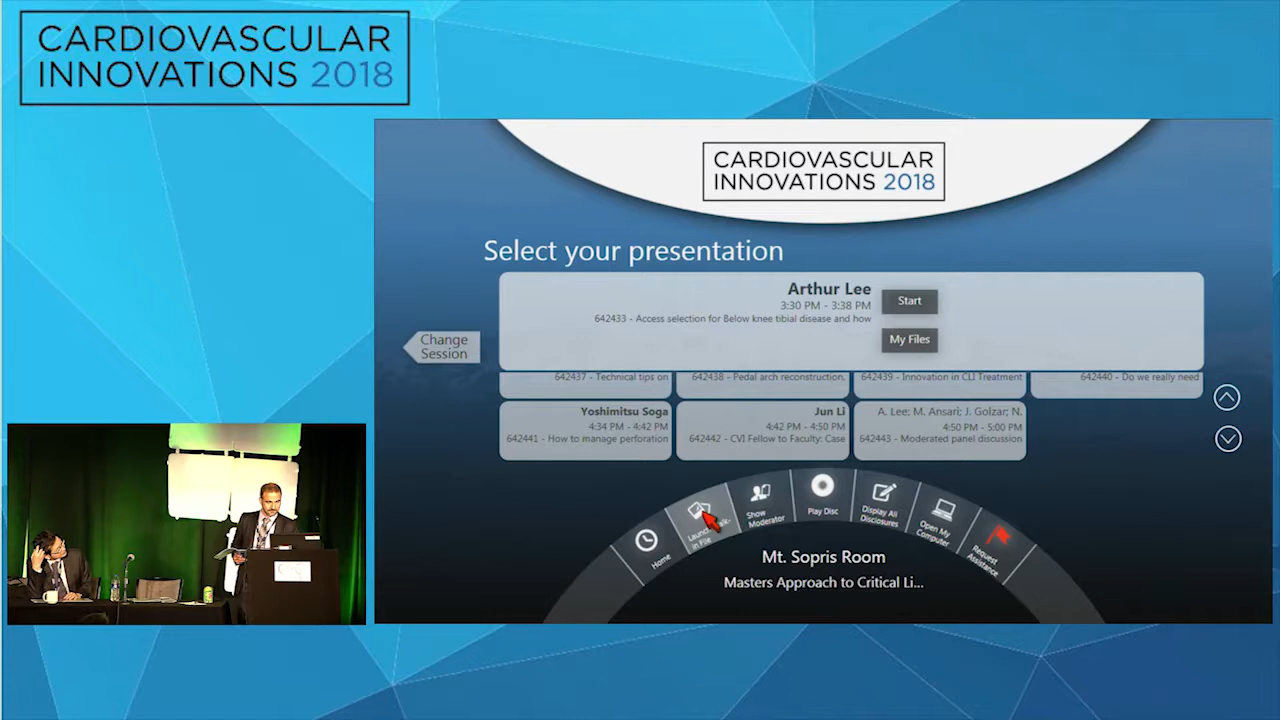 CARDIOVASCULAR
INNOVATIONS 2018
CARDIOVASCULAR
INNOVATIONS 2018
Select your presentation
Arthur Lee
3:30 PM - 3:38 PM
642433 - Access selection for Below knee tibial disease and how
Start
My Files
Change
Session
642437 - Technical tips on
642438 - Pedal arch reconstruction,
642439 - Innovation in CLI Treatment
642440 - Do we really need
Yoshimitsu Soga
4:34 PM - 4:42 PM
642441 - How to manage perforation
Jun Li
4:42 PM - 4:50 PM
642442 - CVI Fellow to Faculty: Case
A. Lee; M. Ansari; J. Golzar; N.
4:50 PM - 5:00 PM
642443 - Moderated panel discussion
Home
in File
Show
Moderator
Play Disc
Display All
Disclosures
Open My
Computer
Request
Assistance
Mt. Sopris Room
Masters Approach to Critical Li...